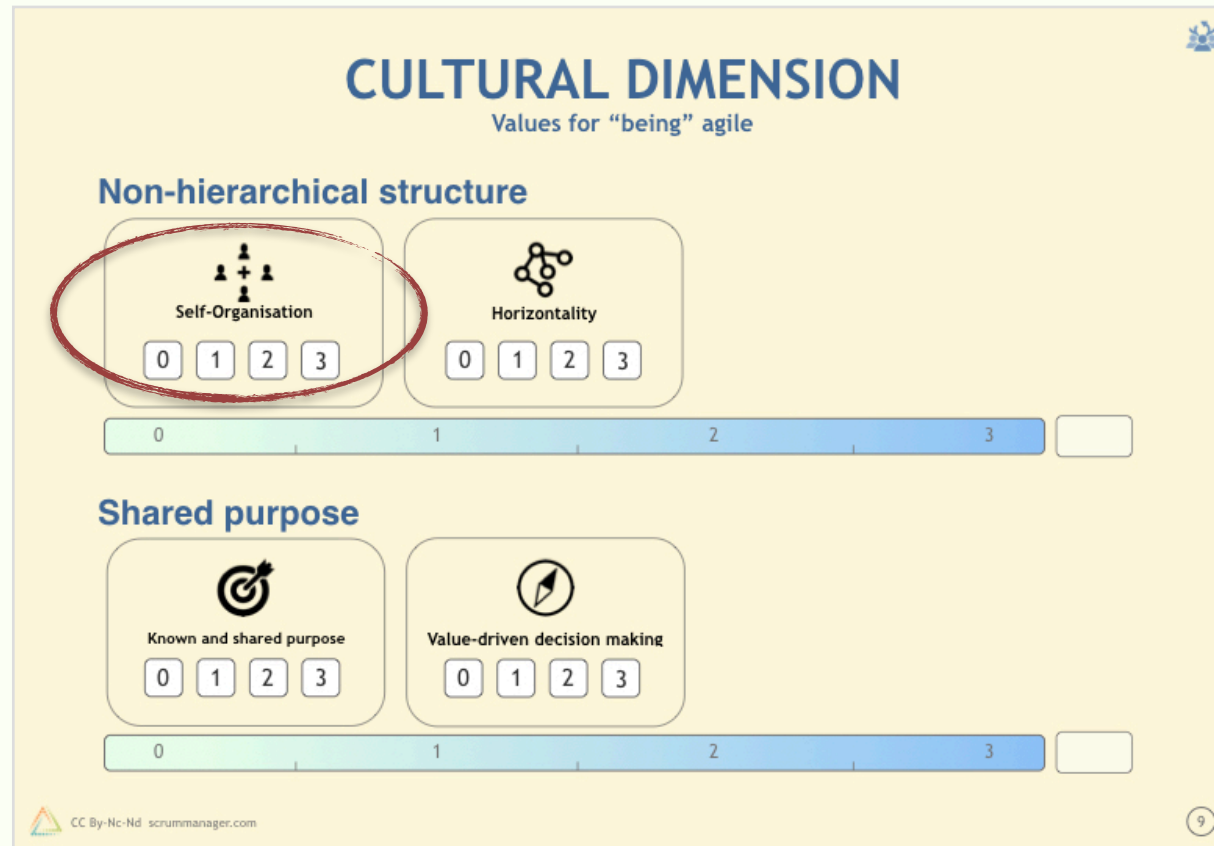 CULTURAL DIMENSION
Values for “being” agile
Non-hierarchical structure
Self-Organisation
0 1 2 3
Horizontality
0 1 2 3
0 1 2 3
Shared purpose
Known and shared purpose
0 1 2 3
Value-driven decision making
0 1 2 3
0 1 2 3
CC By-Nc-Nd scrummanager.com
9